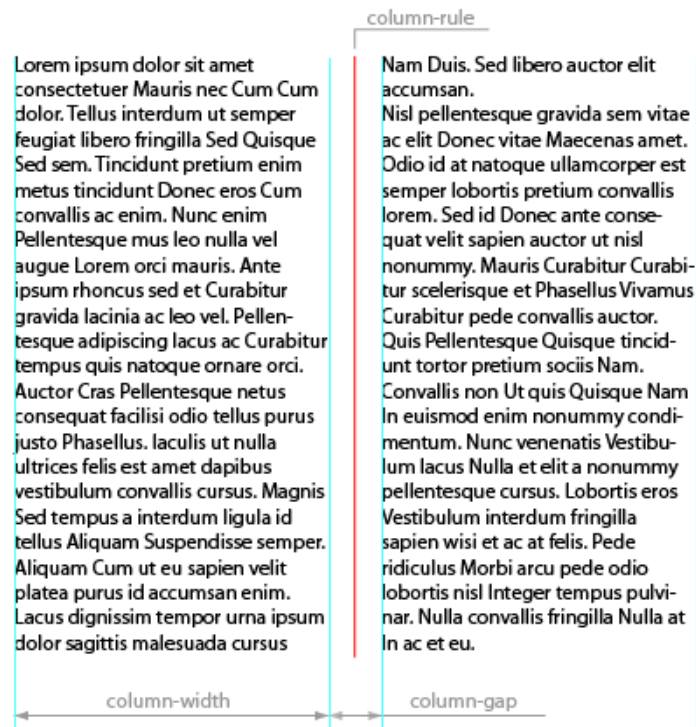 column-rule
Lorem ipsum dolor sit amet
consectetuer Mauris nec Cum Cum
dolor. Tellus interdum ut semper
feugiat libero fringilla Sed Quisque
Sed sem. Tincidunt pretium enim
metus tincidunt Donec eros Cum
convallis ac enim. Nunc enim
Pellentesque mus leo nulla vel
augue Lorem orci mauris. Ante
ipsum rhoncus sed et Curabitur
gravida lacinia ac leo vel. Pellen-
tesque adipiscing lacus ac Curabitur
tempus quis natoque ornare orci.
Auctor Cras Pellentesque netus
consequat facilisi odio tellus purus
justo Phasellus. Iaculis ut nulla
ultrices felis est amet dapibus
vestibulum convallis cursus. Magnis
Sed tempus a interdum ligula id
tellus Aliquam Suspendisse semper.
Aliquam Cum ut eu sapien velit
platea purus id accumsan enim.
Lacus dignissim tempor urna ipsum
dolor sagittis malesuada cursus
Nam Duis. Sed libero auctor elit
accumsan.
Nisl pellentesque gravida sem vitae
ac elit Donec vitae Maecenas amet.
Odio id at natoque ullamcorper est
semper lobortis pretium convallis
lorem. Sed id Donec ante conse-
quat velit sapien auctor ut nisl
nonummy. Mauris Curabitur Curabi-
tur scelerisque et Phasellus Vivamus
Curabitur pede convallis auctor.
Quis Pellentesque Quisque tincid-
unt tortor pretium sociis Nam.
Convallis non Ut quis Quisque Nam
In euismod enim nonummy condi-
mentum. Nunc venenatis Vestibu-
lum lacus Nulla et elit a nonummy
pellentesque cursus. Lobortis eros
Vestibulum interdum fringilla
sapien wisi et ac at felis. Pede
ridiculus Morbi arcu pede odio
lobortis nisl Integer tempus pulvi-
nar. Nulla convallis fringilla Nulla at
In ac et eu.
column-width
column-gap